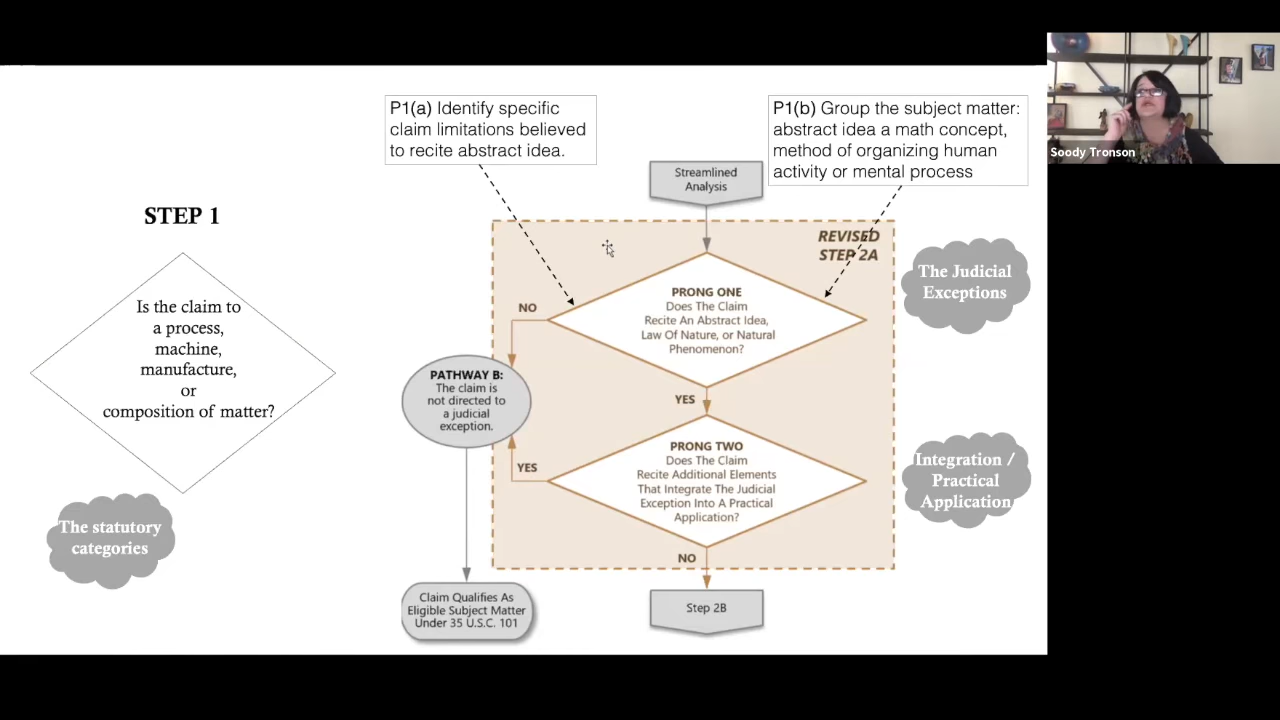 P1(a) Identify specific
claim limitations believed
to recite abstract idea.
P1(b) Group the subject matter:
abstract idea a math concept,
method of organizing human
activity or mental process
Soody Tronson
Streamlined
Analysis
STEP 1
Is the claim to
a process,
machine,
manufacture,
or
composition of matter?
The statutory
categories
REVISED
STEP 2A
The Judicial
Exceptions
PRONG ONE
Does The Claim
Recite An Abstract Idea,
Law Of Nature, or Natural
Phenomenon?
NO
YES
PATHWAY B:
The claim is
not directed to
a judicial
exception.
PRONG TWO
Does The Claim
Recite Additional Elements
That Integrate The Judicial
Exception Into A Practical
Application?
YES
NO
Integration /
Practical
Application
Claim Qualifies As
Eligible Subject Matter
Under 35 U.S.C. 101
Step 2B